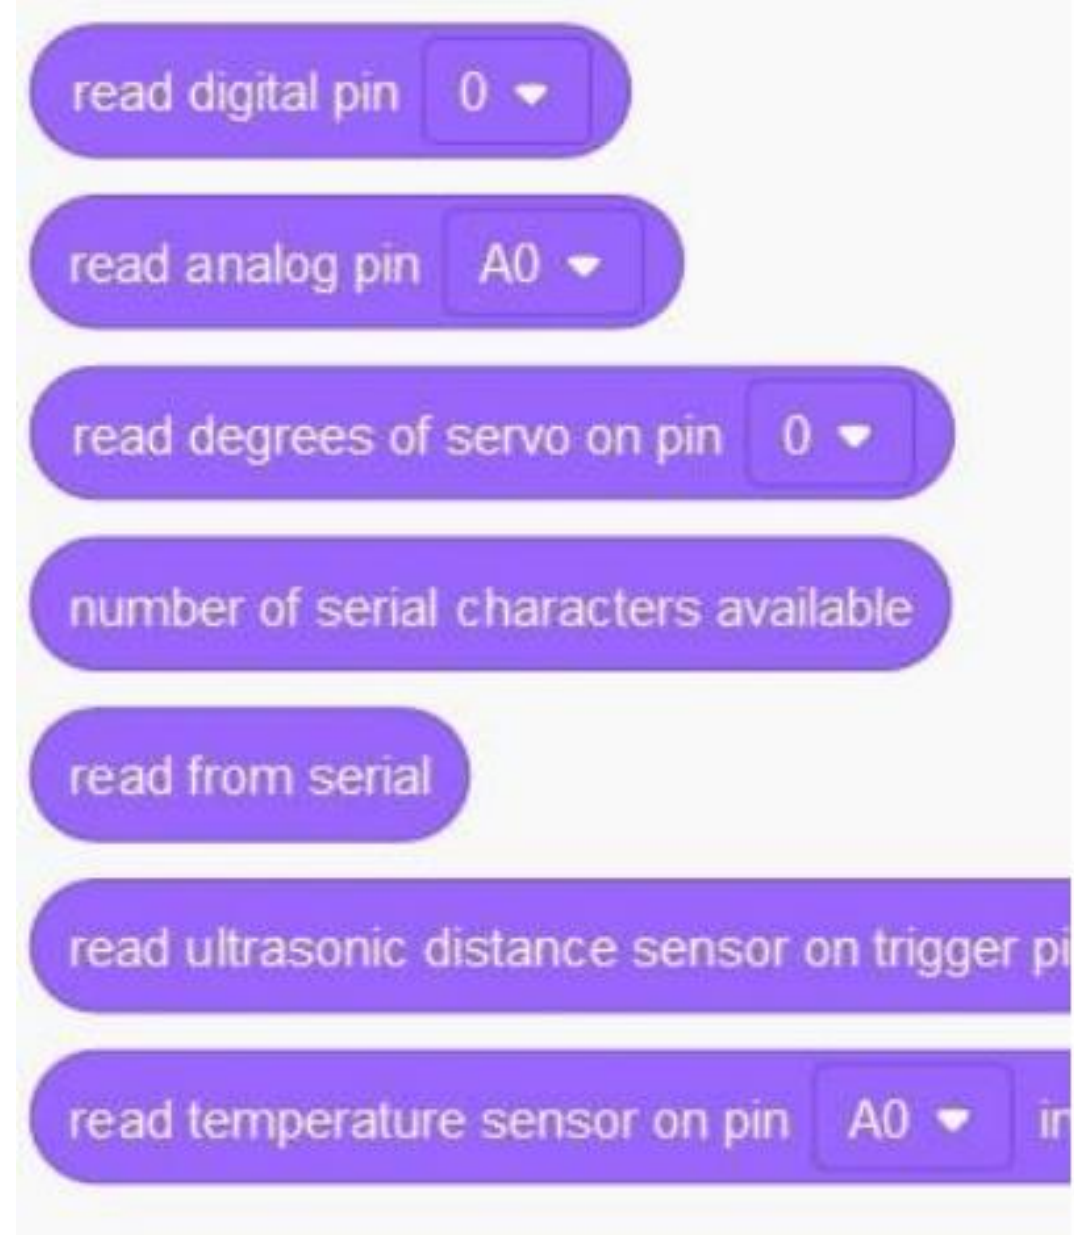 read digital pin 0
read analog pin A0
read degrees of servo on pin 0
number of serial characters available
read from serial
read ultrasonic distance sensor on trigger
read temperature sensor on pin A0